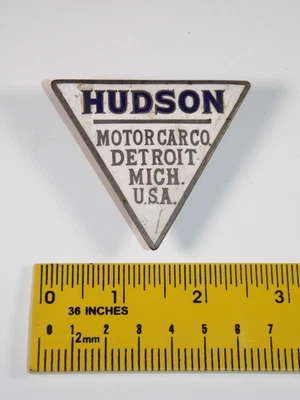 HUDSON
MOTOR CAR CO.
DETROIT
MICH.
U.S.A.
0 1 2 3
36 INCHES
0 1 2 3 4 5 6 7
2mm